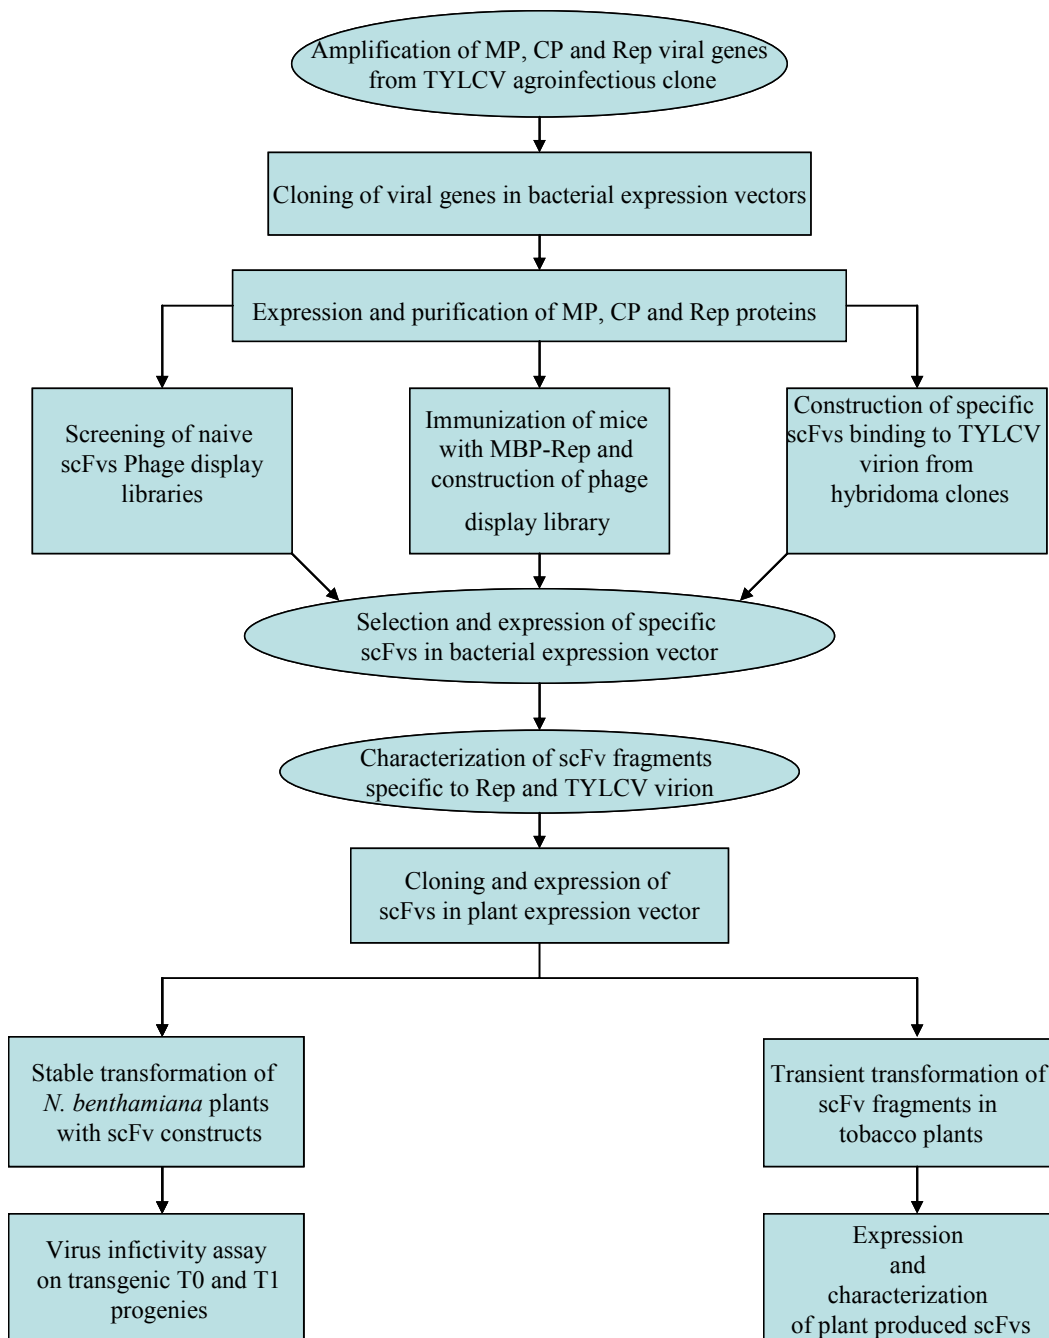 Amplification of MP, CP and Rep viral genes
from TYLCV agroinfectious clone
Cloning of viral genes in bacterial expression vectors
Expression and purification of MP, CP and Rep proteins
Screening of naive
scFvs Phage display
libraries
Immunization of mice
with MBP-Rep and
construction of phage
display library
Construction of specific
scFvs binding to TYLCV
virion from
hybridoma clones
Selection and expression of specific
scFvs in bacterial expression vector
Characterization of scFv fragments
specific to Rep and TYLCV virion
Cloning and expression of
scFvs in plant expression vector
Stable transformation of
N. benthamiana plants
with scFv constructs
Transient transformation of
scFv fragments in
tobacco plants
Virus infictivity assay
on transgenic T0 and T1
progenies
Expression
and
characterization
of plant produced scFvs